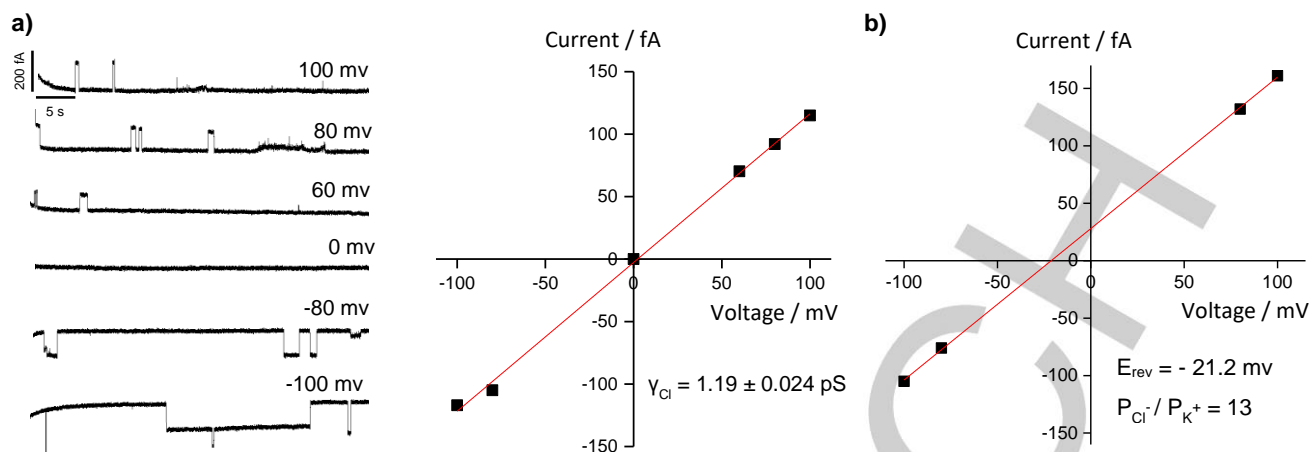 a)
200 fA
5 s
100 mv
80 mv
60 mv
0 mv
-80 mv
-100 mv
Current / fA
150
100
50
0
-50
-100
-150
-100 -50 0 50 100
Voltage / mV
γCl = 1.19 ± 0.024 pS
b)
Current / fA
150
100
50
0
-50
-100
-150
-100 -50 0 50 100
Voltage / mV
Erev = - 21.2 mv
PCl- / PK+ = 13